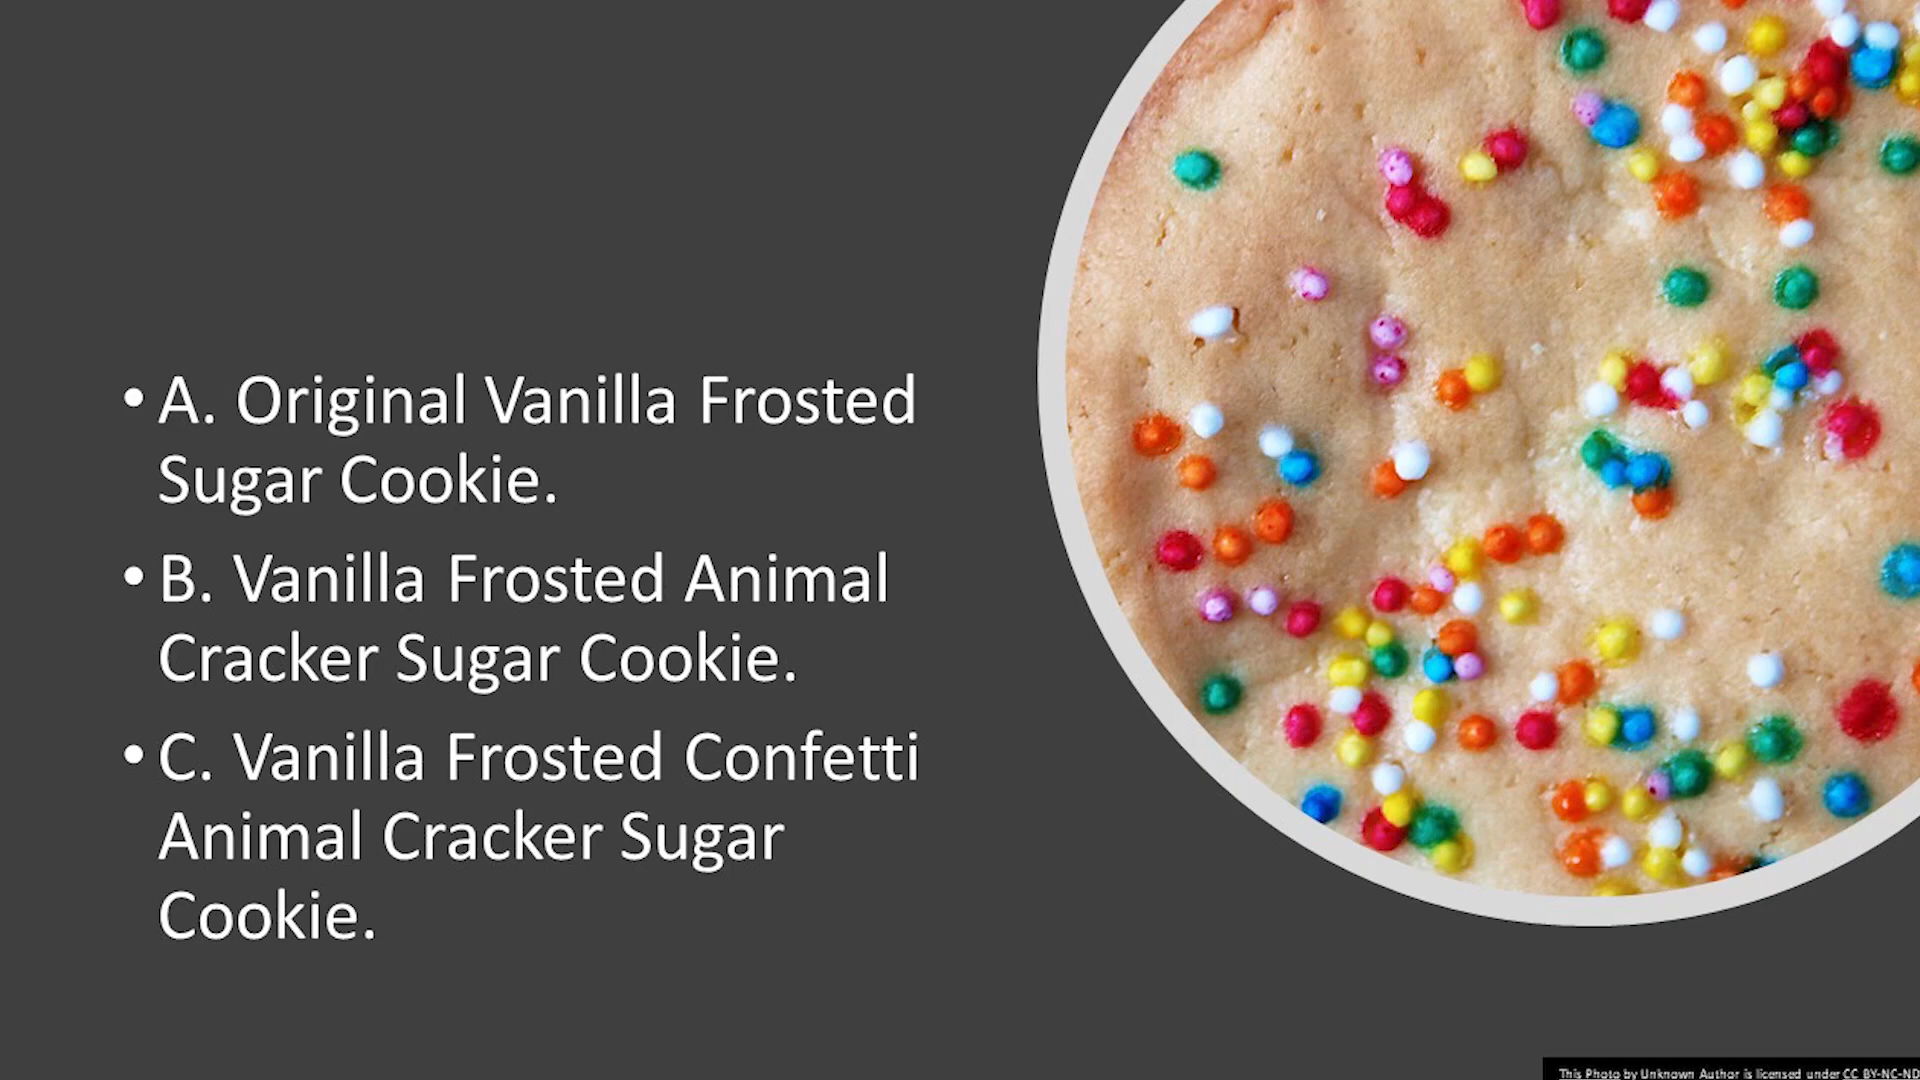 • A. Original Vanilla Frosted
Sugar Cookie.
• B. Vanilla Frosted Animal
Cracker Sugar Cookie.
• C. Vanilla Frosted Confetti
Animal Cracker Sugar
Cookie.
This Photo by Unknown Author is licensed under CC BY-NC-ND